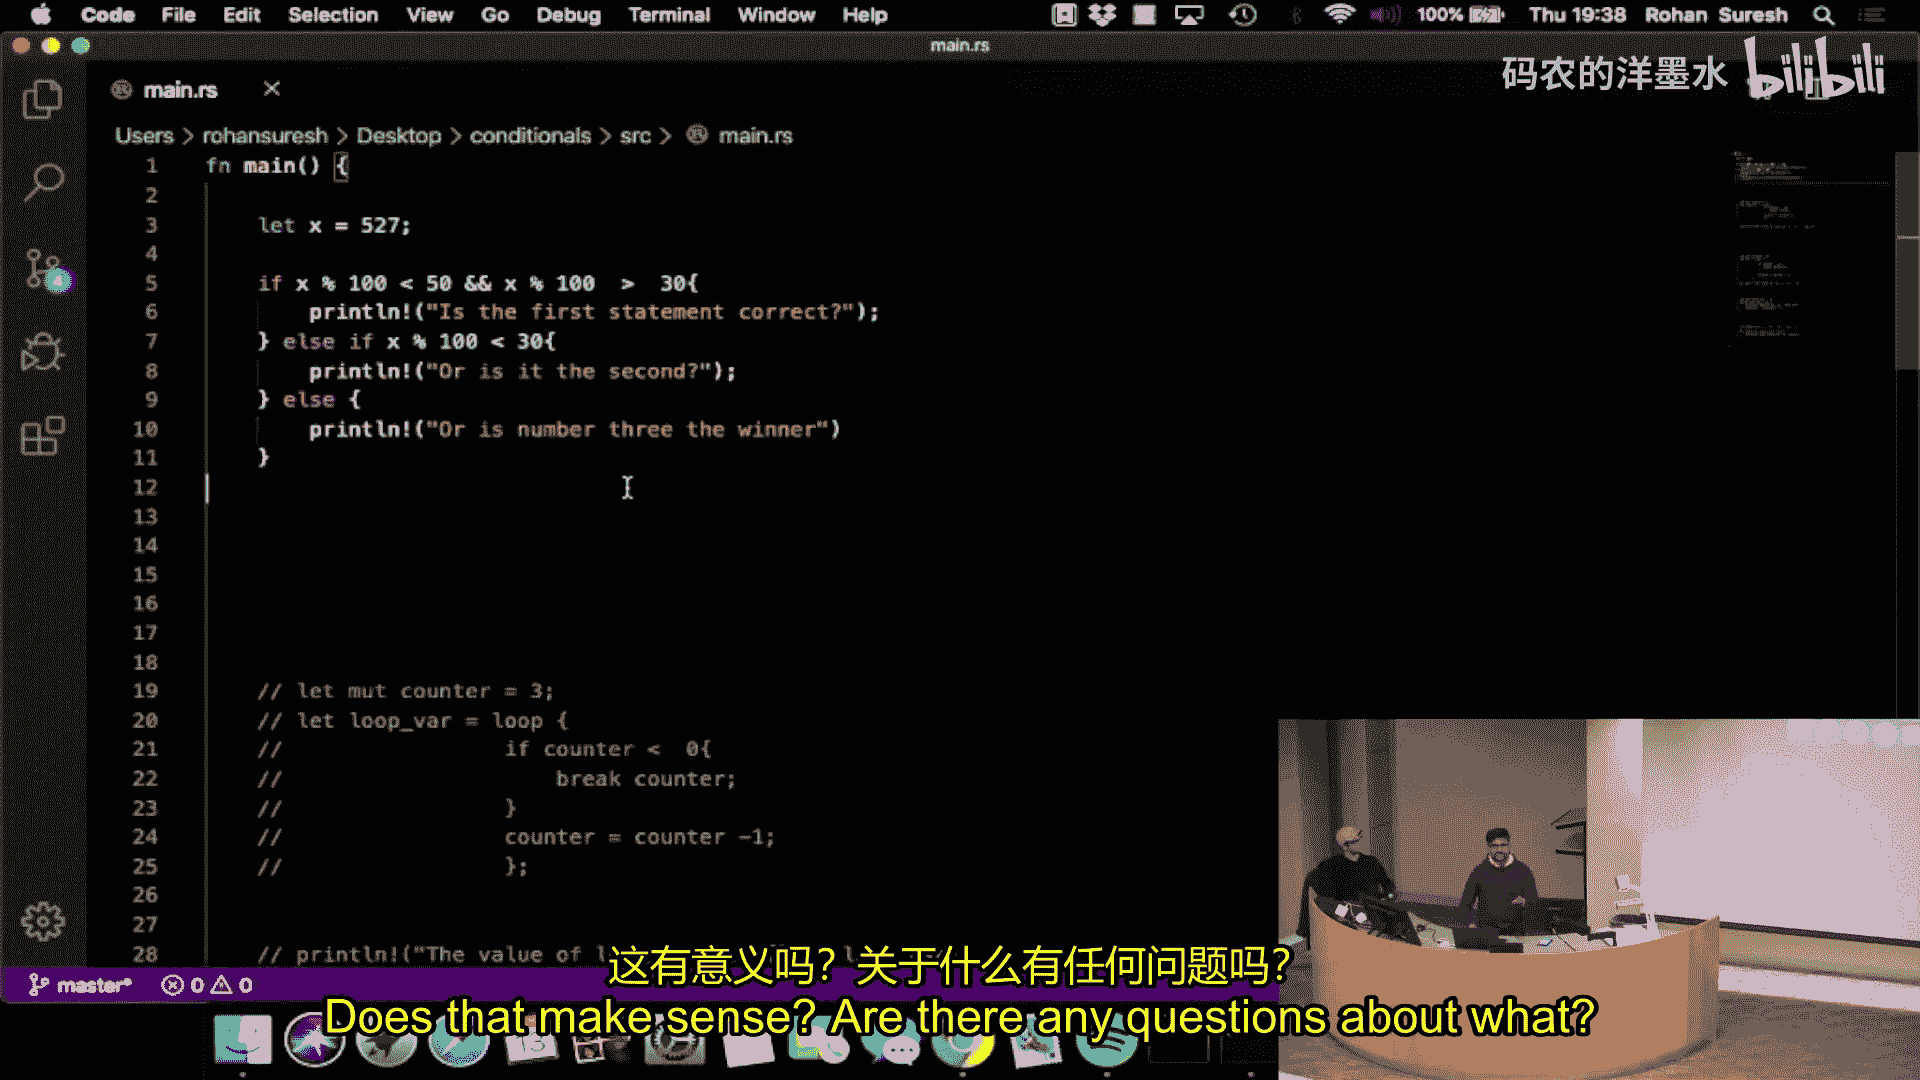 Code File Edit Selection View Go Debug Terminal Window Help 100% Thu 19:38 Rohan Suresh
main.rs
码农的洋墨水 bilibili
main.rs
Users > rohansuresh > Desktop > conditionals > src > main.rs
1 fn main() {
2
3 let x = 527;
4
5 if x % 100 < 50 && x % 100 > 30{
6 println!("Is the first statement correct?");
7 } else if x % 100 < 30{
8 println!("Or is it the second?");
9 } else {
10 println!("Or is number three the winner")
11 }
12
13
14
15
16
17
18
19 // let mut counter = 3;
20 // let loop_var = loop {
21 // if counter < 0{
22 // break counter;
23 // }
24 // counter = counter -1;
25 // };
26
27
28 // println!("The value of l
4
master* 0 0
这有意义吗？关于什么有任何问题吗？
Does that make sense? Are there any questions about what?